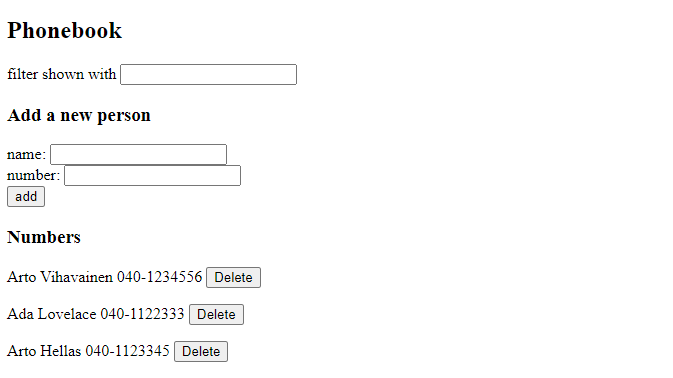 Phonebook
filter shown with
Add a new person
name:
number:
add
Numbers
Arto Vihavainen 040-1234556 Delete
Ada Lovelace 040-1122333 Delete
Arto Hellas 040-1123345 Delete